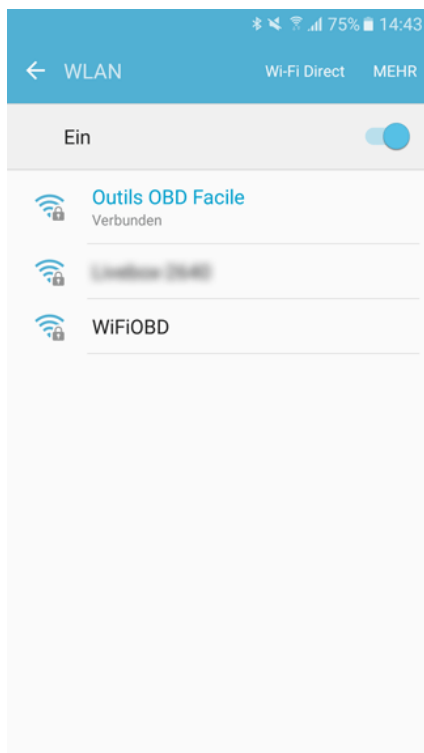 75% 14:43
WLAN Wi-Fi Direct MEHR
Ein
Outils OBD Facile
Verbunden
WiFiOBD